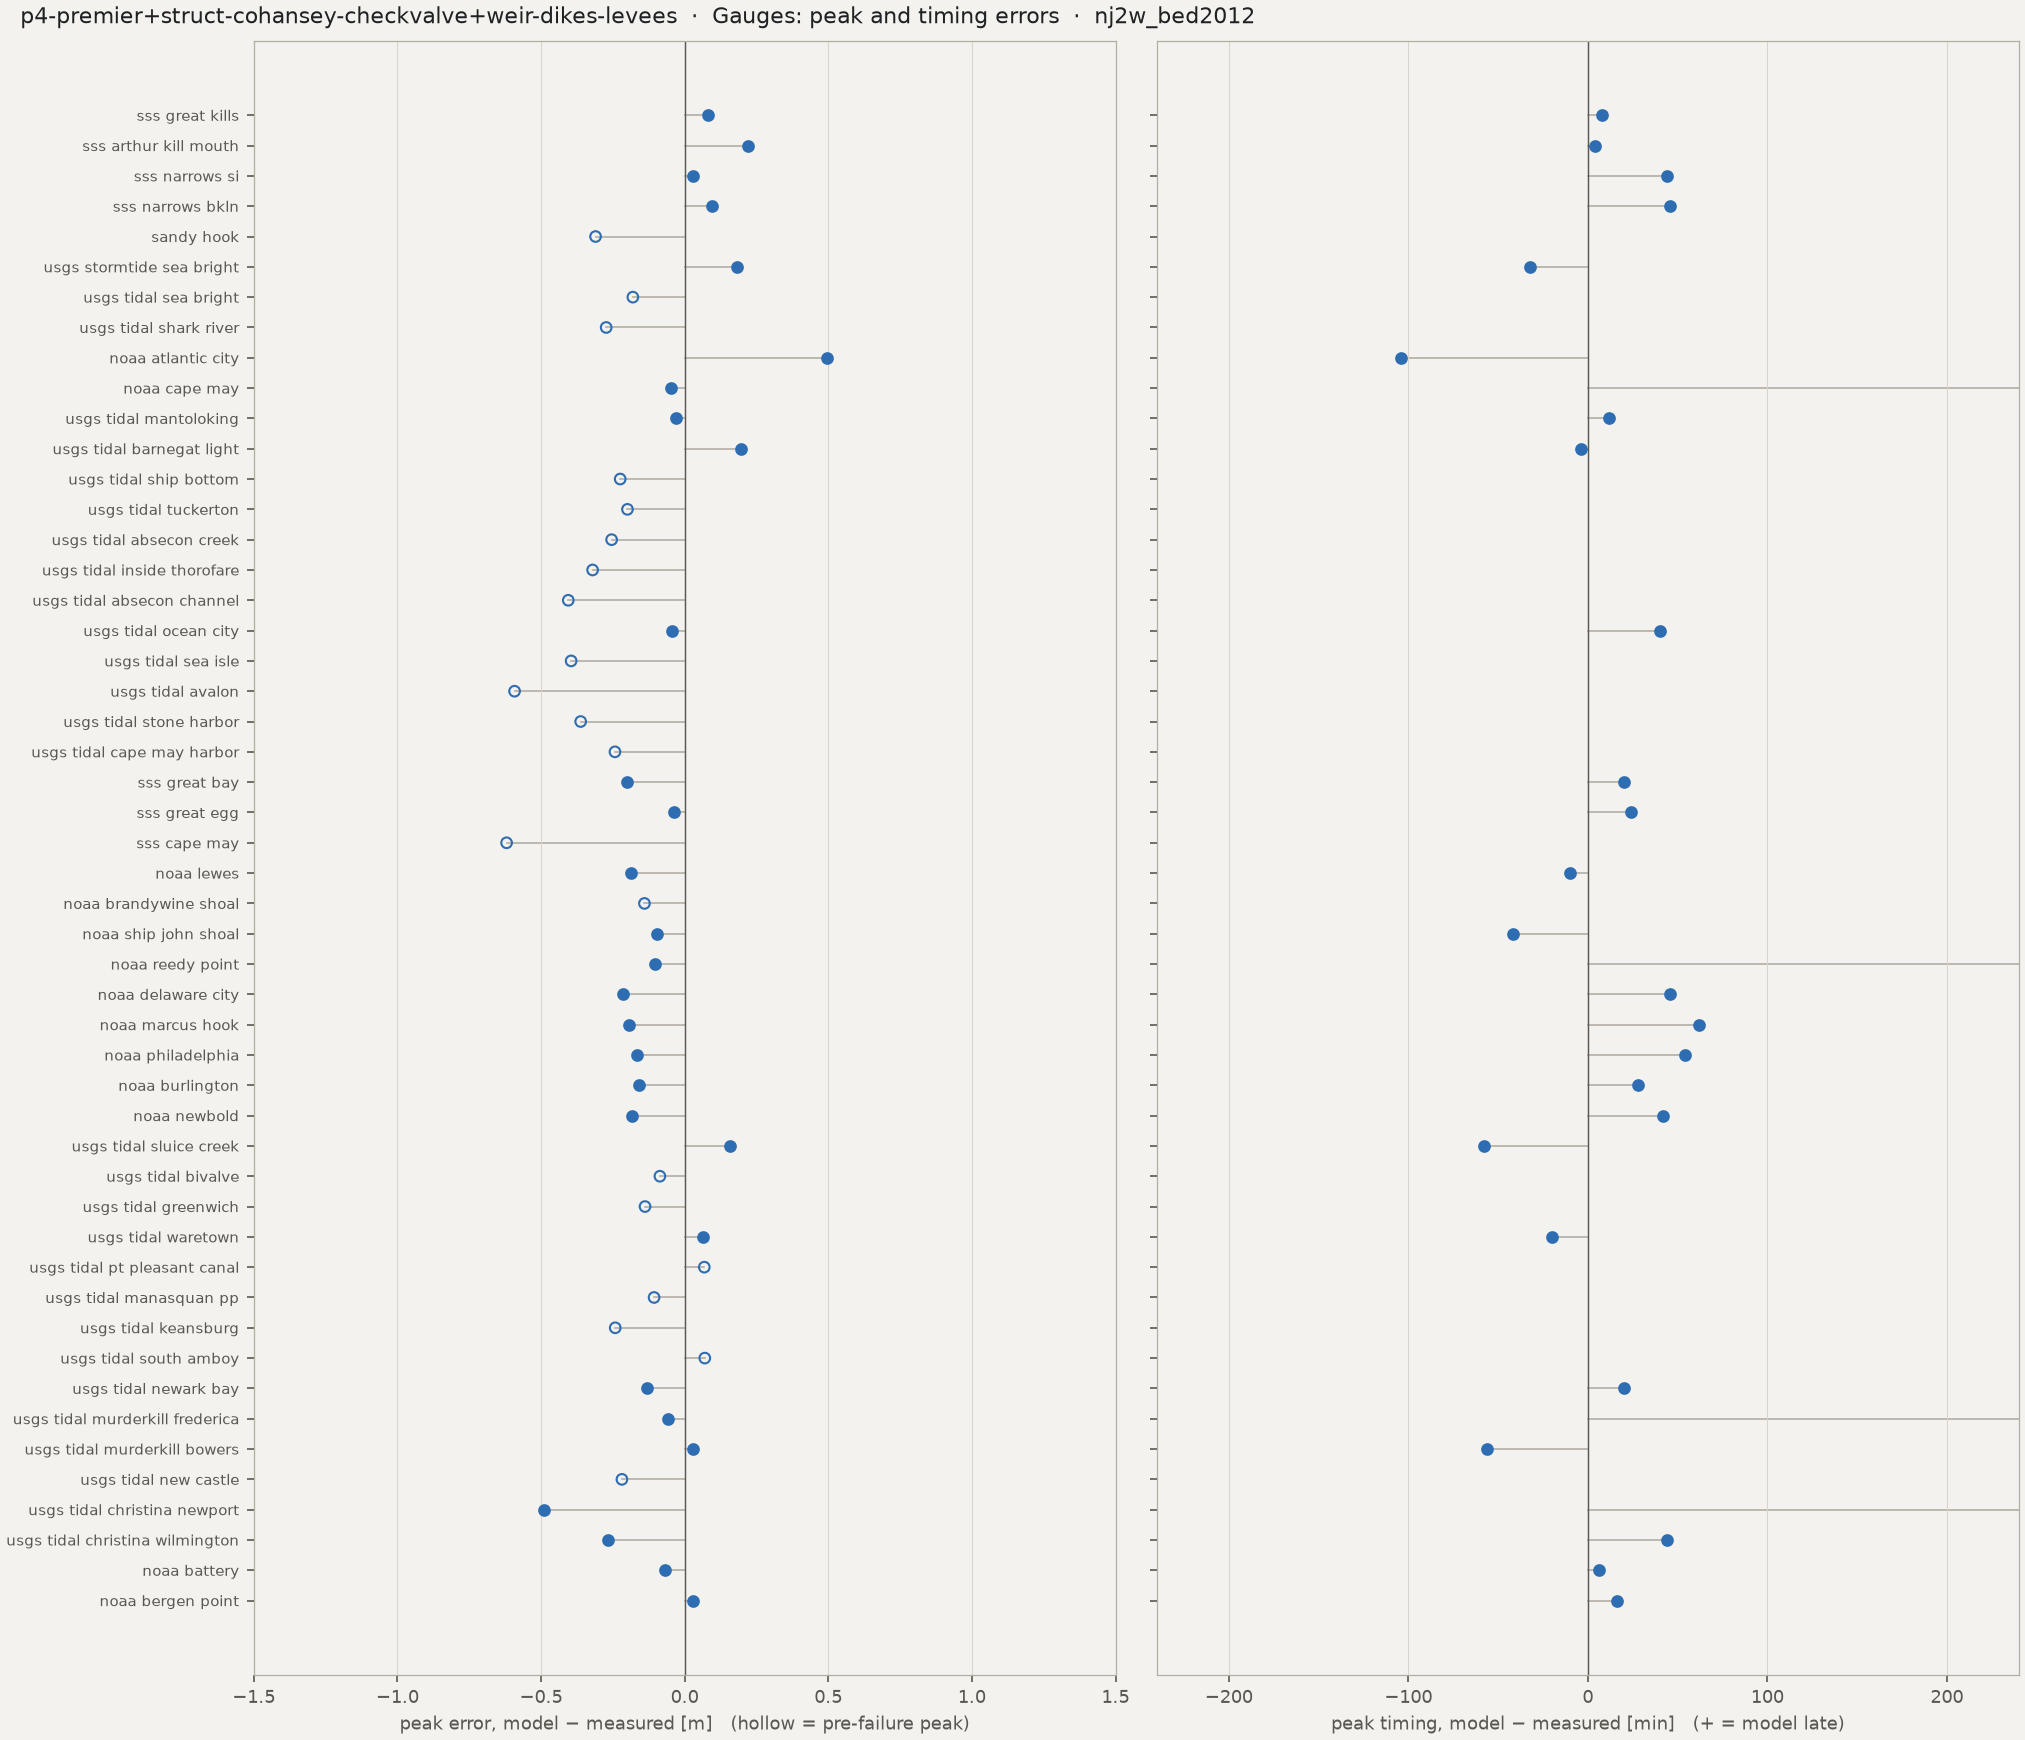 p4-premier+struct-cohansey-checkvalve+weir-dikes-levees · Gauges: peak and timing errors · nj2w_bed2012
sss great kills
sss arthur kill mouth
sss narrows si
sss narrows bkln
sandy hook
usgs stormtide sea bright
usgs tidal sea bright
usgs tidal shark river
noaa atlantic city
noaa cape may
usgs tidal mantoloking
usgs tidal barnegat light
usgs tidal ship bottom
usgs tidal tuckerton
usgs tidal absecon creek
usgs tidal inside thorofare
usgs tidal absecon channel
usgs tidal ocean city
usgs tidal sea isle
usgs tidal avalon
usgs tidal stone harbor
usgs tidal cape may harbor
sss great bay
sss great egg
sss cape may
noaa lewes
noaa brandywine shoal
noaa ship john shoal
noaa reedy point
noaa delaware city
noaa marcus hook
noaa philadelphia
noaa burlington
noaa newbold
usgs tidal sluice creek
usgs tidal bivalve
usgs tidal greenwich
usgs tidal waretown
usgs tidal pt pleasant canal
usgs tidal manasquan pp
usgs tidal keansburg
usgs tidal south amboy
usgs tidal newark bay
usgs tidal murderkill frederica
usgs tidal murderkill bowers
usgs tidal new castle
usgs tidal christina newport
usgs tidal christina wilmington
noaa battery
noaa bergen point
−1.5 −1.0 −0.5 0.0 0.5 1.0 1.5
peak error, model − measured [m] (hollow = pre-failure peak)
−200 −100 0 100 200
peak timing, model − measured [min] (+ = model late)